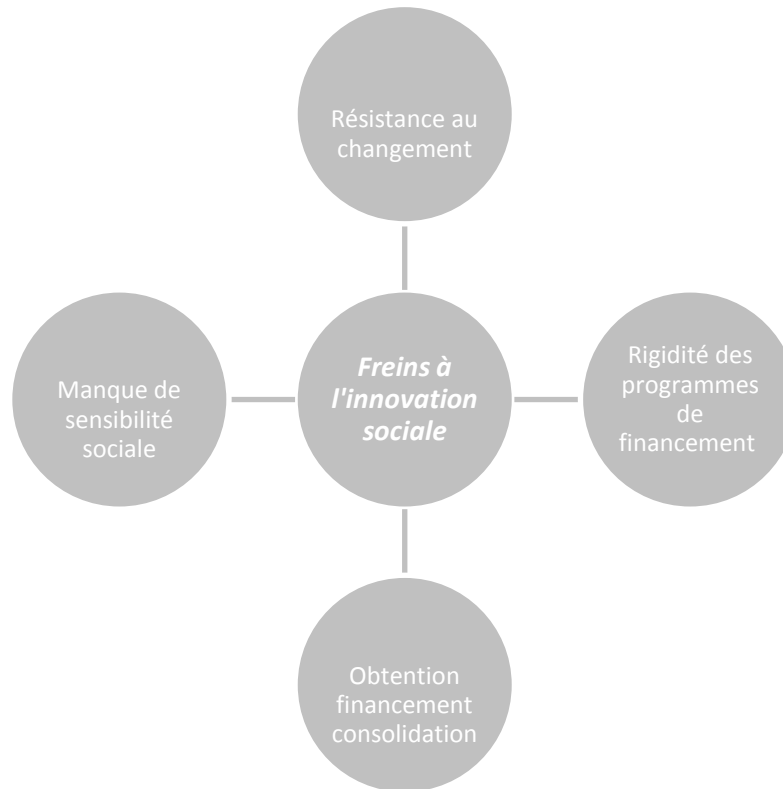 Résistance au
changement
Manque de
sensibilité
sociale
Freins à
l'innovation
sociale
Rigidité des
programmes
de
financement
Obtention
financement
consolidation